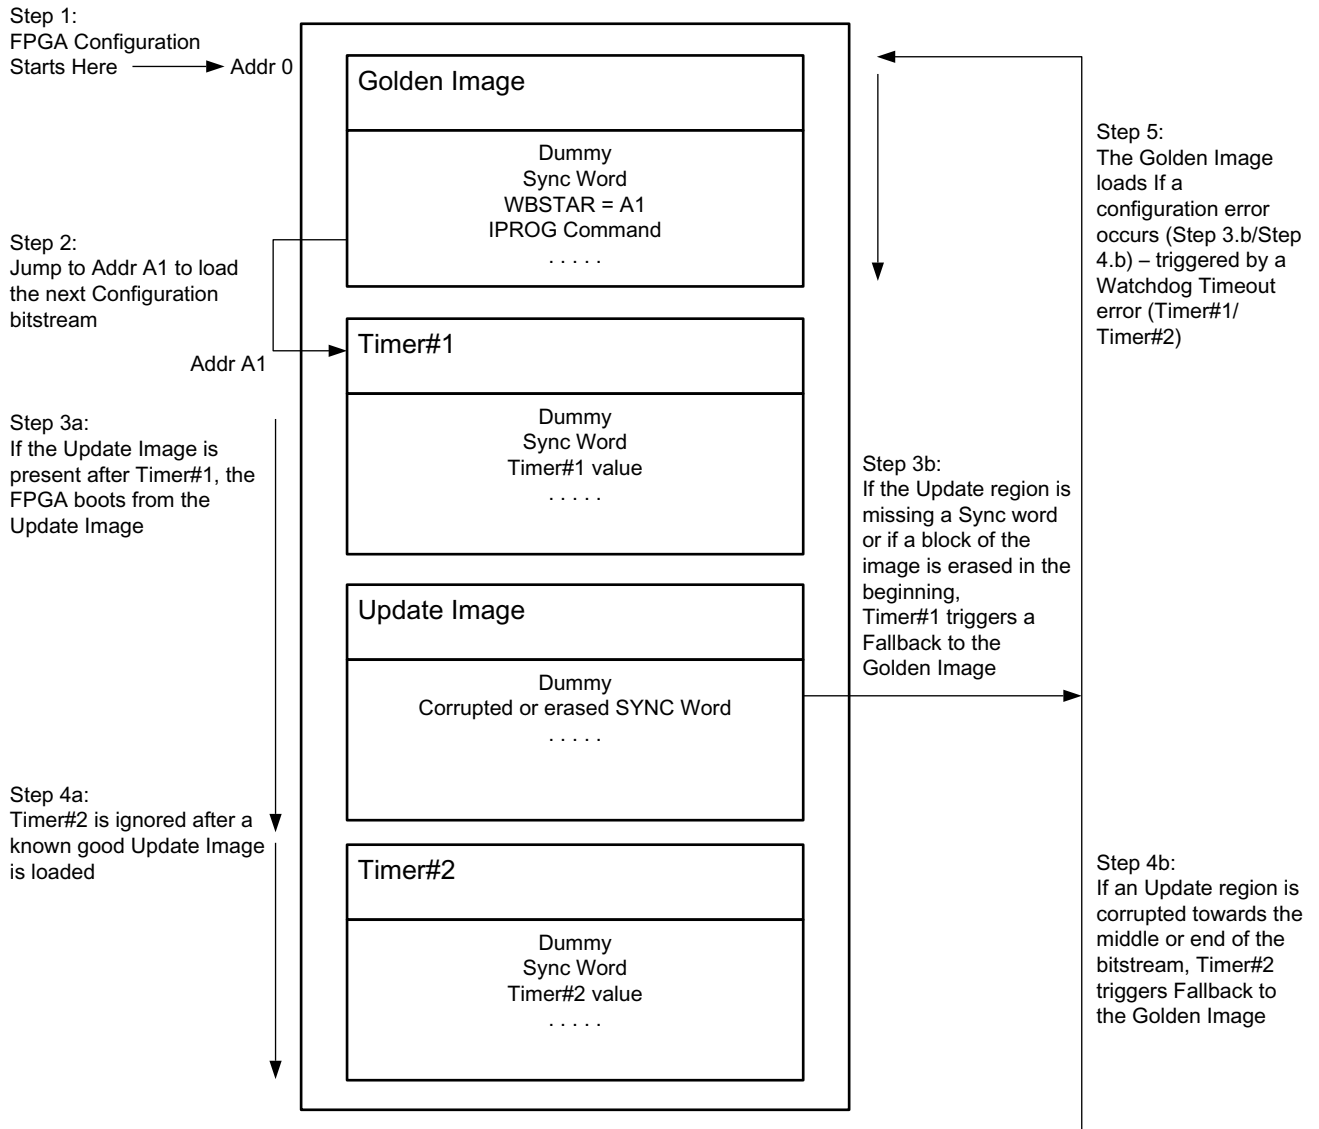 Step 1:
FPGA Configuration
Starts Here
Addr 0
Golden Image
Dummy
Sync Word
WBSTAR = A1
IPROG Command
. . . . .
Step 2:
Jump to Addr A1 to load
the next Configuration
bitstream
Addr A1
Timer#1
Dummy
Sync Word
Timer#1 value
. . . . .
Step 3a:
If the Update Image is
present after Timer#1, the
FPGA boots from the
Update Image
Update Image
Dummy
Corrupted or erased SYNC Word
. . . . .
Step 3b:
If the Update region is
missing a Sync word
or if a block of the
image is erased in the
beginning,
Timer#1 triggers a
Fallback to the
Golden Image
Step 4a:
Timer#2 is ignored after a
known good Update Image
is loaded
Timer#2
Dummy
Sync Word
Timer#2 value
. . . . .
Step 4b:
If an Update region is
corrupted towards the
middle or end of the
bitstream, Timer#2
triggers Fallback to
the Golden Image
Step 5:
The Golden Image
loads If a
configuration error
occurs (Step 3.b/Step
4.b) – triggered by a
Watchdog Timeout
error (Timer#1/
Timer#2)